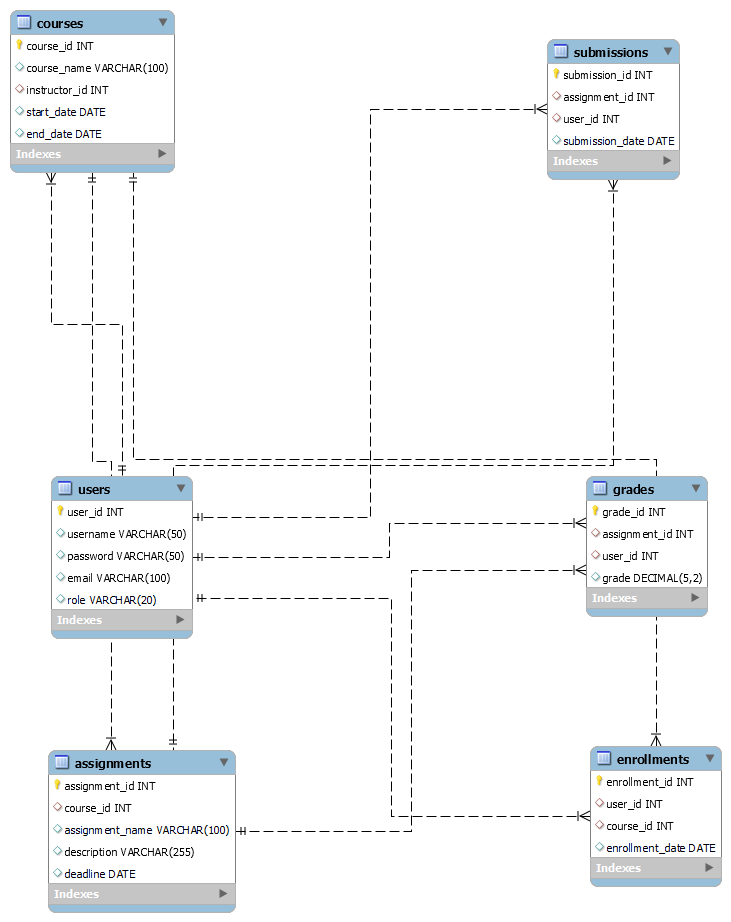 courses
course_id INT
course_name VARCHAR(100)
instructor_id INT
start_date DATE
end_date DATE
Indexes
submissions
submission_id INT
assignment_id INT
user_id INT
submission_date DATE
Indexes
users
user_id INT
username VARCHAR(50)
password VARCHAR(50)
email VARCHAR(100)
role VARCHAR(20)
Indexes
grades
grade_id INT
assignment_id INT
user_id INT
grade DECIMAL(5,2)
Indexes
assignments
assignment_id INT
course_id INT
assignment_name VARCHAR(100)
description VARCHAR(255)
deadline DATE
Indexes
enrollments
enrollment_id INT
user_id INT
course_id INT
enrollment_date DATE
Indexes